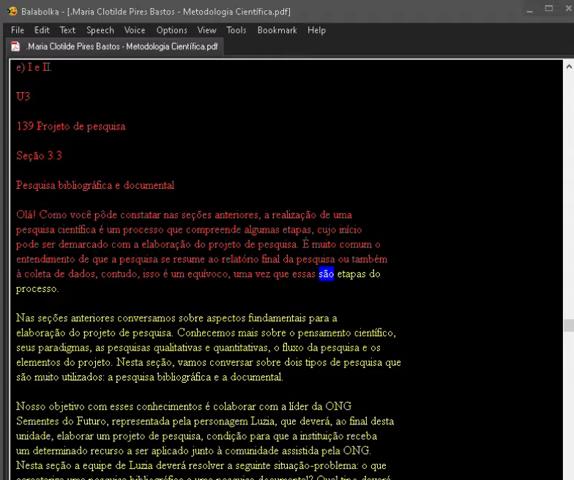 Balabolka - [.Maria Clotilde Pires Bastos - Metodologia Científica.pdf]
File Edit Text Speech Voice Options View Tools Bookmark Help
.Maria Clotilde Pires Bastos - Metodologia Científica.pdf
e) I e II.
U3
139 Projeto de pesquisa
Seção 3.3
Pesquisa bibliográfica e documental
Olá! Como você pôde constatar nas seções anteriores, a realização de uma
pesquisa científica é um processo que compreende algumas etapas, cujo início
pode ser demarcado com a elaboração do projeto de pesquisa. É muito comum o
entendimento de que a pesquisa se resume ao relatório final da pesquisa ou também
à coleta de dados, contudo, isso é um equívoco, uma vez que essas são etapas do
processo.
Nas seções anteriores conversamos sobre aspectos fundamentais para a
elaboração do projeto de pesquisa. Conhecemos mais sobre o pensamento científico,
seus paradigmas, as pesquisas qualitativas e quantitativas, o fluxo da pesquisa e os
elementos do projeto. Nesta seção, vamos conversar sobre dois tipos de pesquisa que
são muito utilizados: a pesquisa bibliográfica e a documental.
Nosso objetivo com esses conhecimentos é colaborar com a líder da ONG
Sementes do Futuro, representada pela personagem Luzia, que deverá, ao final desta
unidade, elaborar um projeto de pesquisa, condição para que a instituição receba
um determinado recurso a ser aplicado junto à comunidade assistida pela ONG.
Nesta seção a equipe de Luzia deverá resolver a seguinte situação-problema: o que
caracteriza uma pesquisa bibliográfica e uma pesquisa documental? Qual tipo deverá